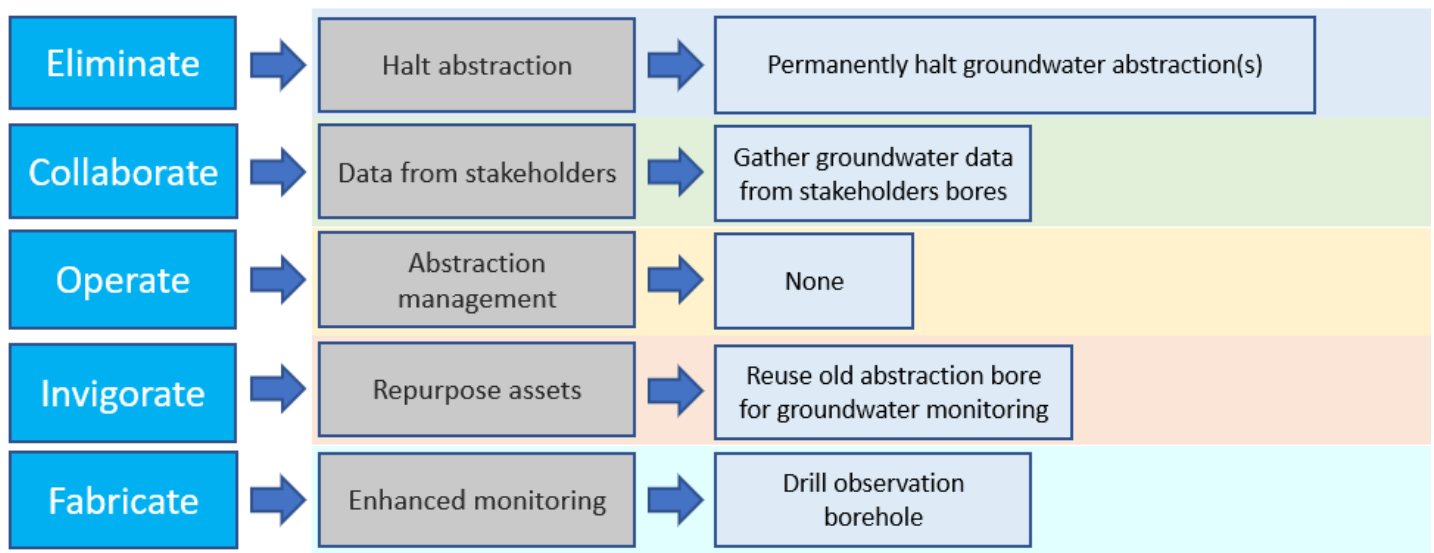 Eliminate
Halt abstraction
Permanently halt groundwater abstraction(s)
Collaborate
Data from stakeholders
Gather groundwater data
from stakeholders bores
Operate
Abstraction
management
None
Invigorate
Repurpose assets
Reuse old abstraction bore
for groundwater monitoring
Fabricate
Enhanced monitoring
Drill observation
borehole